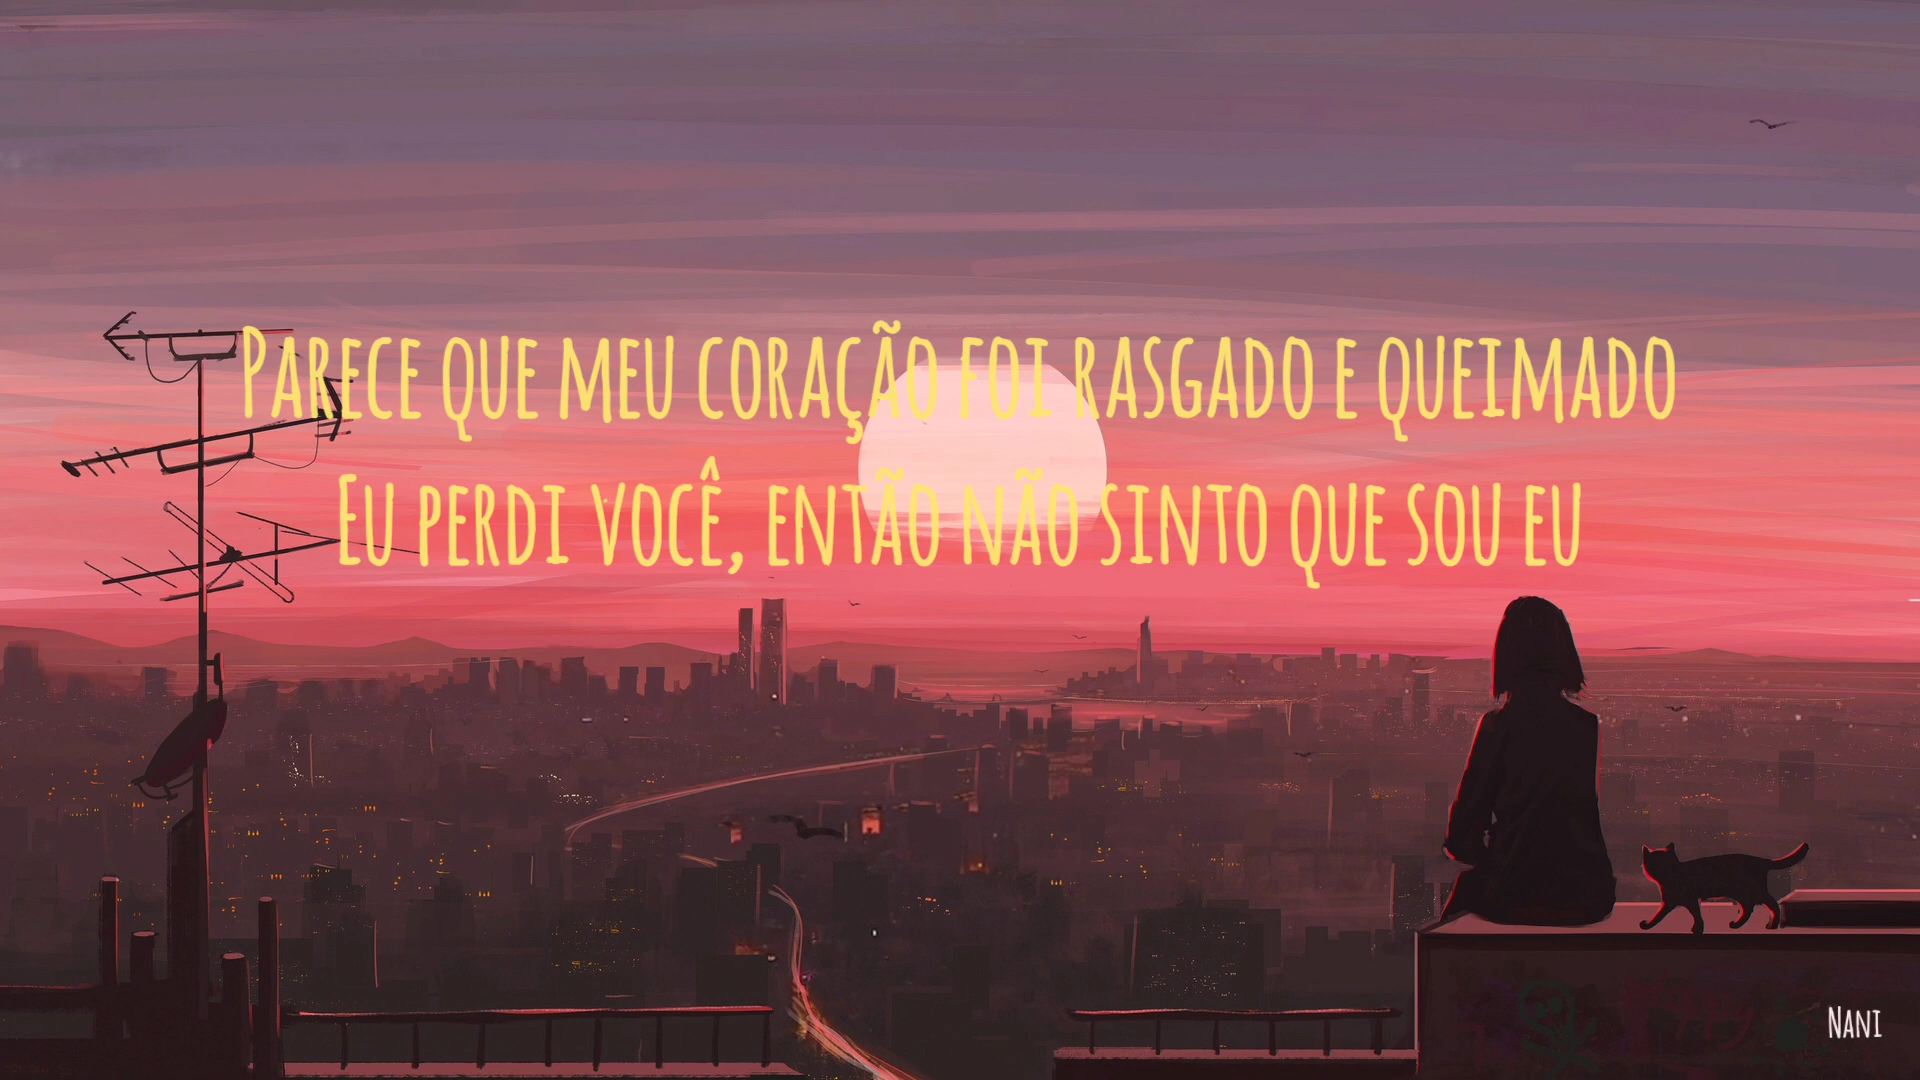 Parece que meu coração foi rasgado e queimado
Eu perdi você, então não sinto que sou eu
Nani